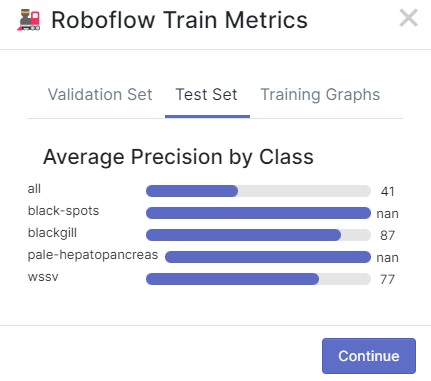 Roboflow Train Metrics
Validation Set Test Set Training Graphs
Average Precision by Class
all 41
black-spots nan
blackgill 87
pale-hepatopancreas nan
wssv 77
Continue